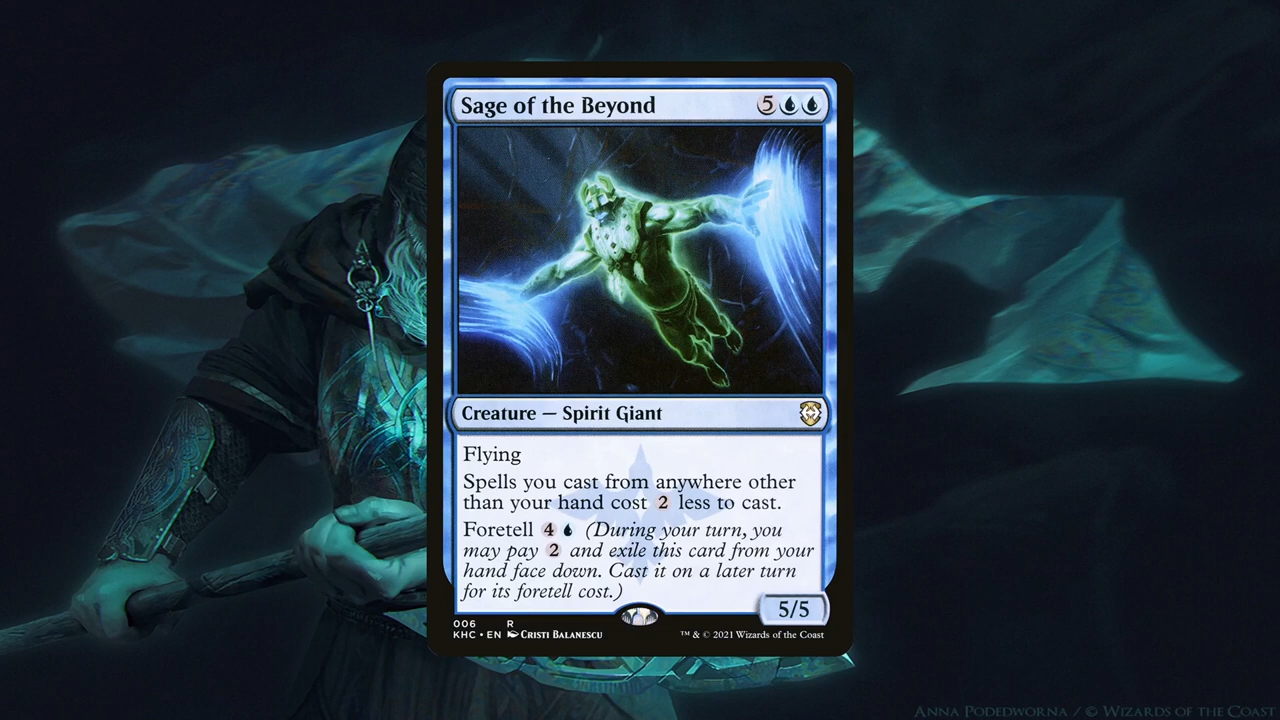 Sage of the Beyond 5
Creature — Spirit Giant
Flying
Spells you cast from anywhere other
than your hand cost 2 less to cast.
Foretell 4 (During your turn, you
may pay 2 and exile this card from your
hand face down. Cast it on a later turn
for its foretell cost.)
5/5
006 R
KHC • EN CRISTI BALANESCU
™ & © 2021 Wizards of the Coast
ANNA PODEDWORNA / © WIZARDS OF THE COAST